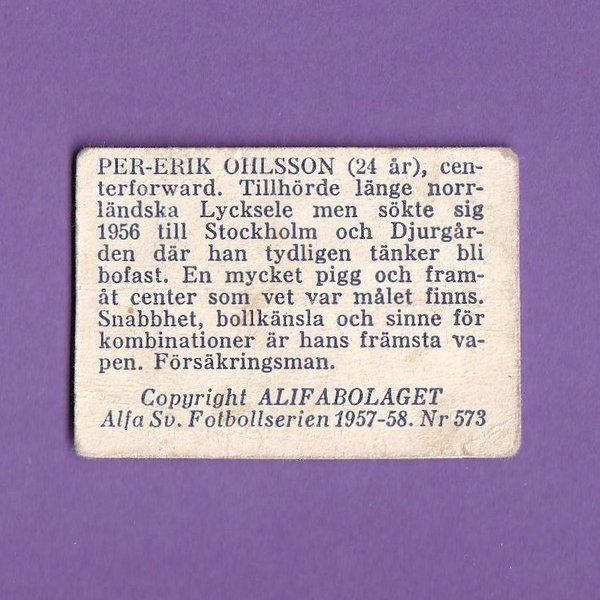 PER-ERIK OHLSSON (24 år), cen-
terforward. Tillhörde länge norr-
ländska Lycksele men sökte sig
1956 till Stockholm och Djurgår-
den där han tydligen tänker bli
bofast. En mycket pigg och fram-
åt center som vet var målet finns.
Snabbhet, bollkänsla och sinne för
kombinationer är hans främsta va-
pen. Försäkringsman.
Copyright ALIFABOLAGET
Alfa Sv. Fotbollserien 1957-58. Nr 573